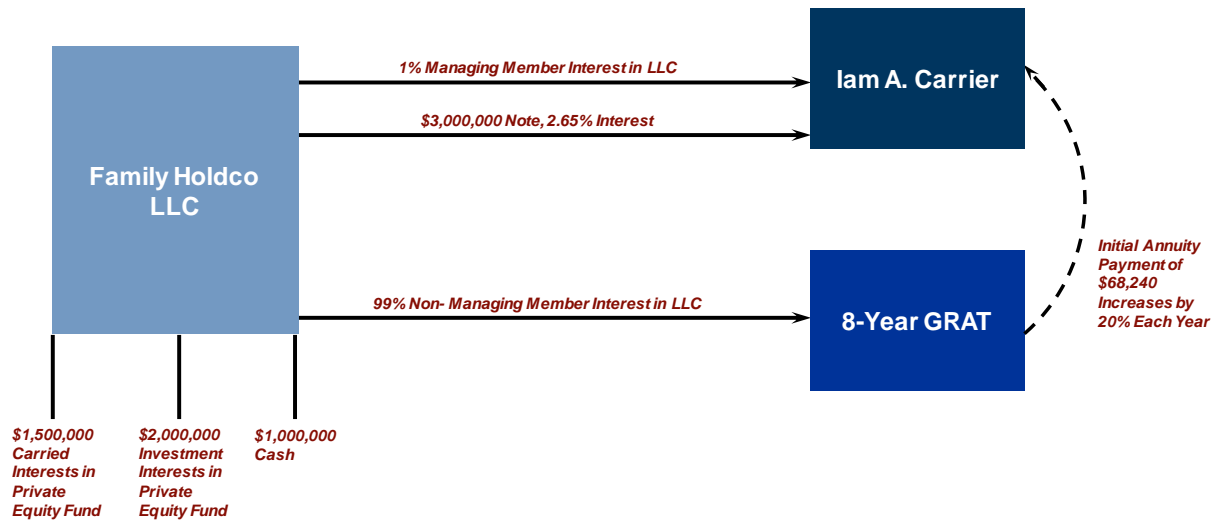 Family Holdco
LLC
1% Managing Member Interest in LLC
$3,000,000 Note, 2.65% Interest
99% Non- Managing Member Interest in LLC
Iam A. Carrier
8-Year GRAT
Initial Annuity
Payment of
$68,240
Increases by
20% Each Year
$1,500,000
Carried
Interests in
Private
Equity Fund
$2,000,000
Investment
Interests in
Private
Equity Fund
$1,000,000
Cash